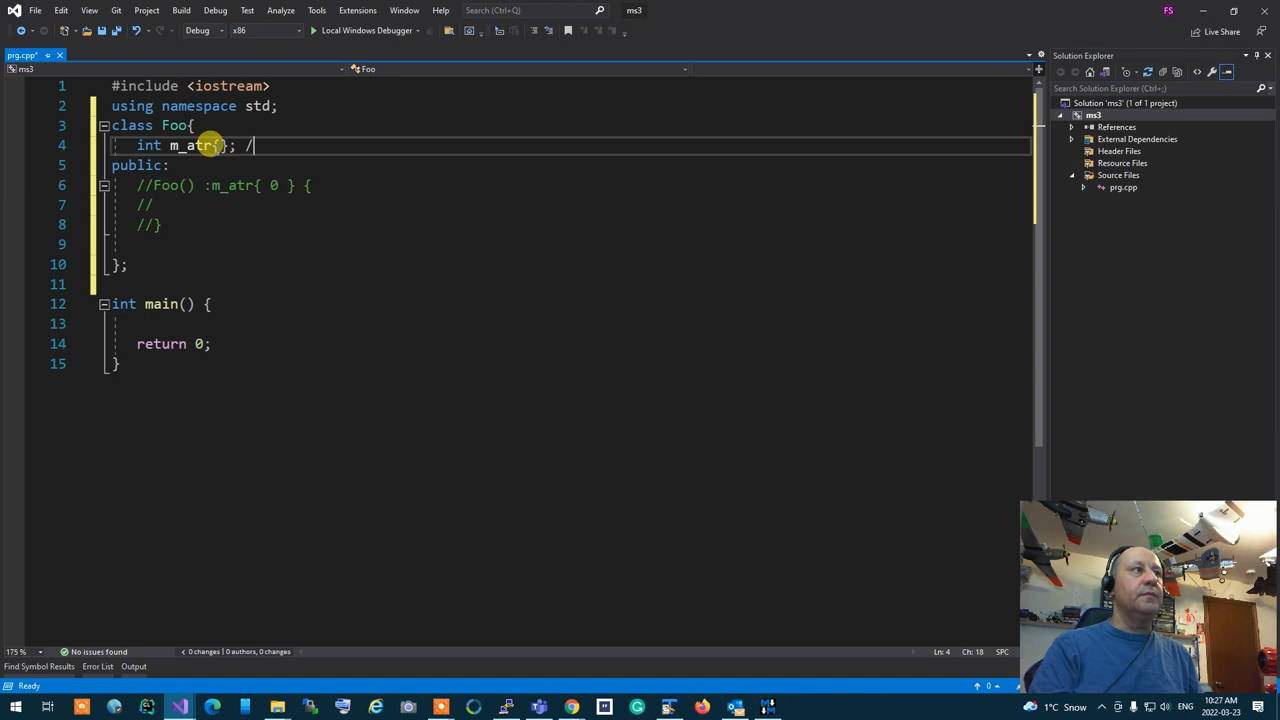 File Edit View Git Project Build Debug Test Analyze Tools Extensions Window Help Search (Ctrl+Q) ms3 FS
Debug x86 Local Windows Debugger Live Share
prg.cpp*
ms3 Foo
1 #include <iostream>
2 using namespace std;
3 class Foo{
4 int m_atr{}; /
5 public:
6 //Foo() :m_atr{ 0 } {
7 //
8 //}
9
10 };
11
12 int main() {
13
14 return 0;
15 }
Solution Explorer
Search Solution Explorer (Ctrl+;)
Solution 'ms3' (1 of 1 project)
ms3
References
External Dependencies
Header Files
Resource Files
Source Files
prg.cpp
175 % No issues found 0 changes | 0 authors, 0 changes Ln: 4 Ch: 18 SPC
Find Symbol Results Error List Output
Ready 0
1°C Snow ENG 10:27 AM
2022-03-23